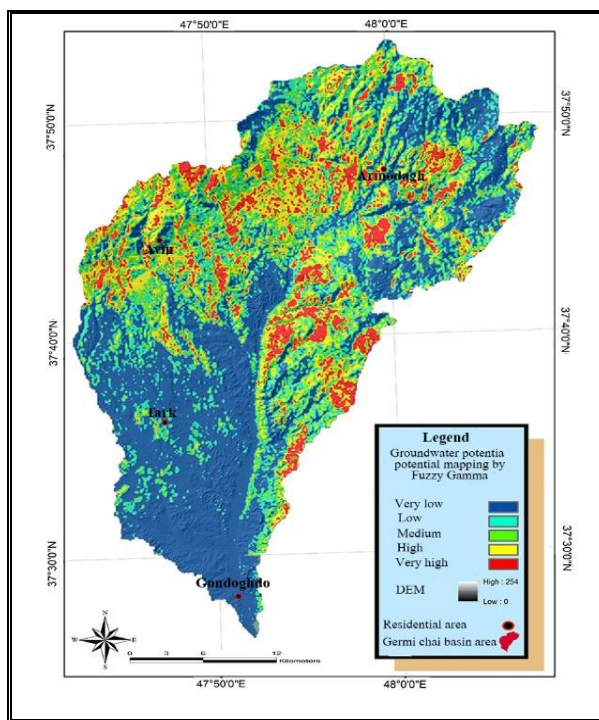 47°50'0"E
48°0'0"E
37°50'0"N
37°50'0"N
Armodagh
Avin
37°40'0"N
37°40'0"N
Tark
Legend
Groundwater potentia
potential mapping by
Fuzzy Gamma
Very low
Low
Medium
High
Very high
DEM
High : 254
Low : 0
Residential area
Germi chai basin area
37°30'0"N
37°30'0"N
Gondoghdo
N
W
E
S
0 3 6 12
Kilomerers
47°50'0"E
48°0'0"E